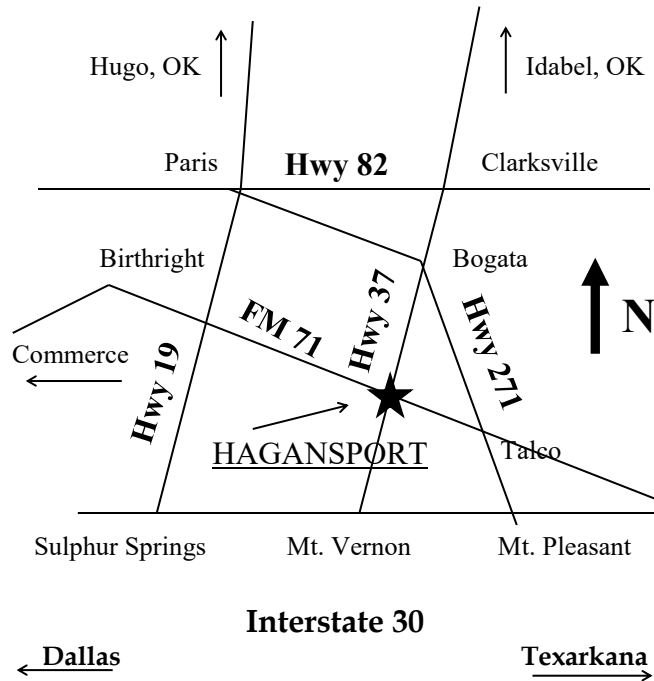 Hugo, OK
Idabel, OK
Paris
Hwy 82
Clarksville
Birthright
Bogata
N
FM 71
Hwy 37
Hwy 271
Commerce
Hwy 19
HAGANSPORT
Talco
Sulphur Springs
Mt. Vernon
Mt. Pleasant
Interstate 30
Dallas
Texarkana